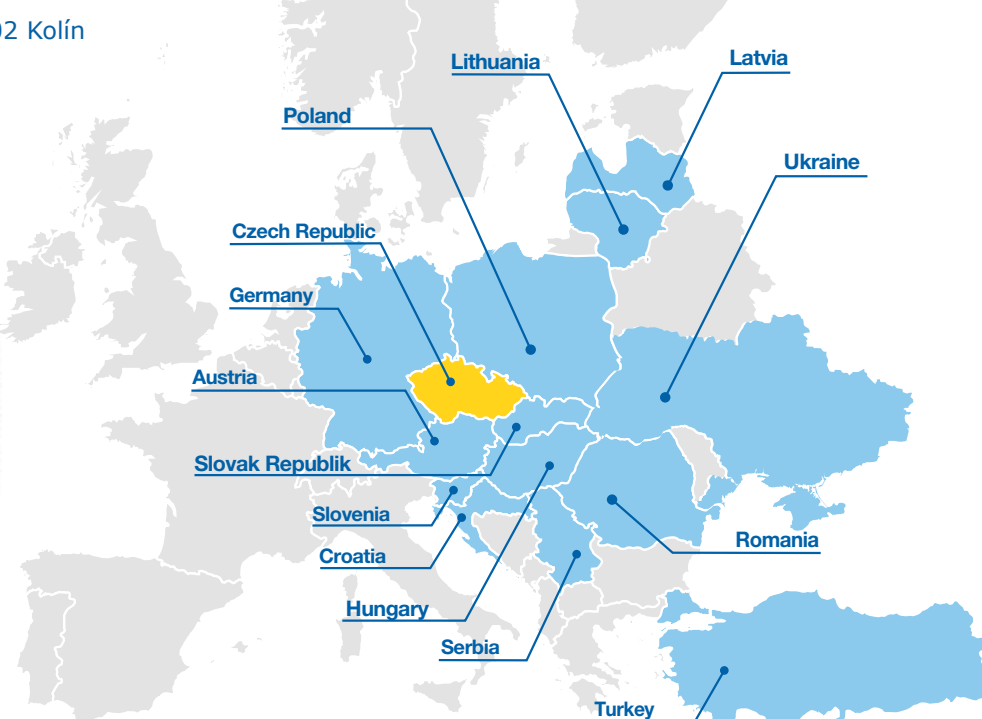 02 Kolín
Lithuania
Latvia
Poland
Ukraine
Czech Republic
Germany
Austria
Slovak Republik
Slovenia
Romania
Croatia
Hungary
Serbia
Turkey